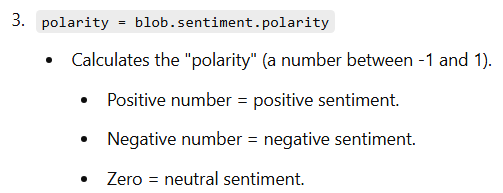 3. polarity = blob.sentiment.polarity
• Calculates the "polarity" (a number between -1 and 1).
• Positive number = positive sentiment.
• Negative number = negative sentiment.
• Zero = neutral sentiment.